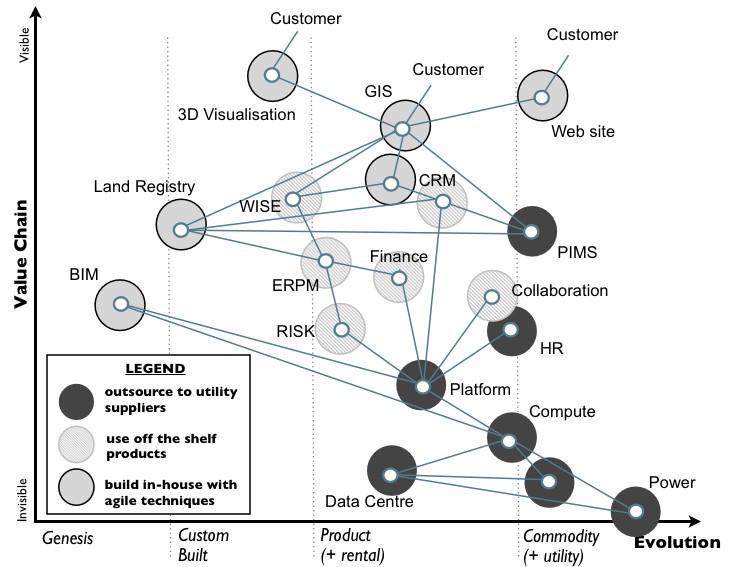 Customer
Customer
Customer
Visible
GIS
3D Visualisation
Web site
Land Registry
CRM
WISE
Value Chain
PIMS
Finance
BIM
ERPM
Collaboration
RISK
HR
LEGEND
outsource to utility
suppliers
use off the shelf
products
build in-house with
agile techniques
Platform
Compute
Data Centre
Power
Invisible
Genesis
Custom
Built
Product
(+ rental)
Commodity
(+ utility)
Evolution